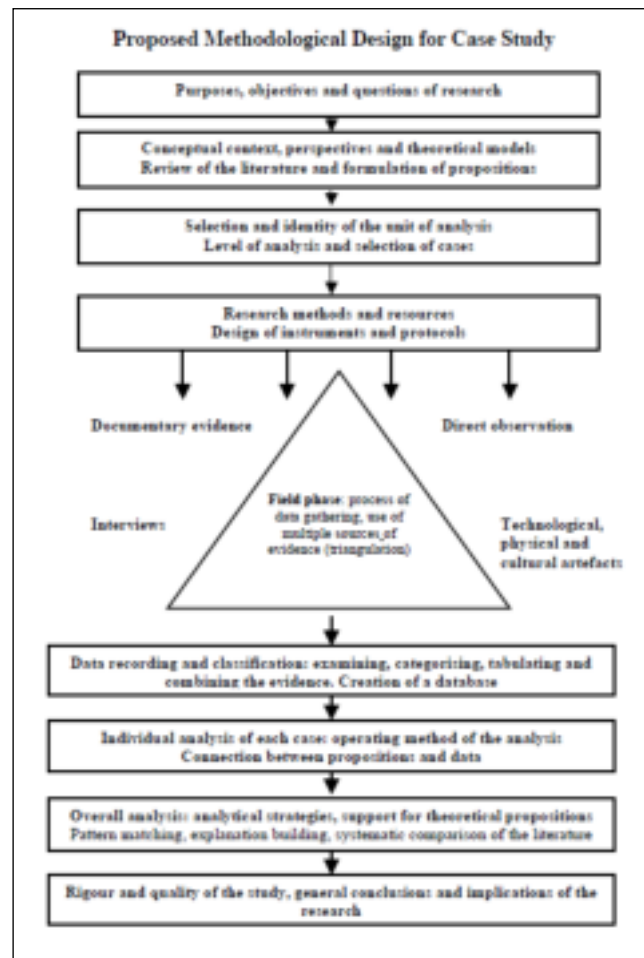 Proposed Methodological Design for Case Study
Purposes, objectives and questions of research
Conceptual context, perspectives and theoretical models
Review of the literature and formulation of propositions
Selection and identity of the unit of analysis
Level of analysis and selection of cases
Research methods and resources
Design of instruments and protocols
Documentary evidence
Direct observation
Field phase: process of
data gathering, use of
multiple sources of
evidence (triangulation)
Interviews
Technological,
physical and
cultural artefacts
Data recording and classification: examining, categorising, tabulating and
combining the evidence. Creation of a database
Individual analysis of each case: operating method of the analysis
Connection between propositions and data
Overall analysis: analytical strategies, support for theoretical propositions
Pattern matching, explanation building, systematic comparison of the literature
Rigour and quality of the study, general conclusions and implications of the
research